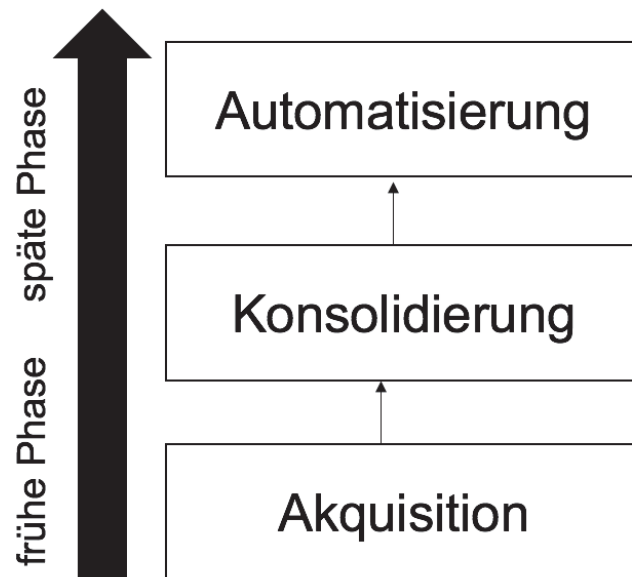 Automatisierung
späte Phase
Konsolidierung
frühe Phase
Akquisition